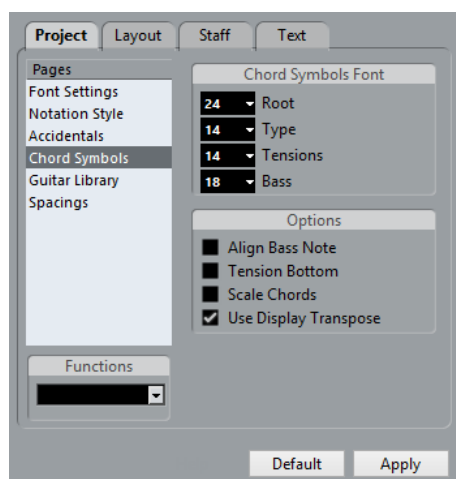 Project Layout Staff Text
Pages
Font Settings
Notation Style
Accidentals
Chord Symbols
Guitar Library
Spacings
Functions
Chord Symbols Font
24 Root
14 Type
14 Tensions
18 Bass
Options
Align Bass Note
Tension Bottom
Scale Chords
Use Display Transpose
Default Apply